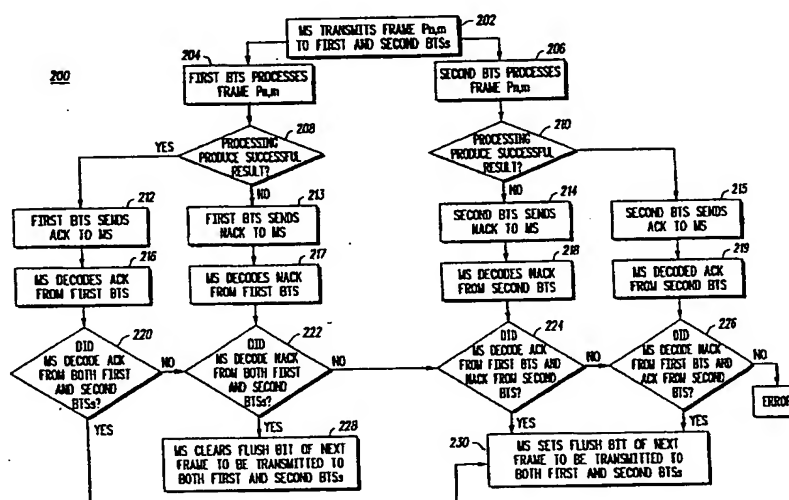 200
202
MS TRANSMITS FRAME Pn,m
TO FIRST AND SECOND BTSs
204
FIRST BTS PROCESSES
FRAME Pn,m
206
SECOND BTS PROCESSES
FRAME Pn,m
208
PROCESSING
PRODUCE SUCCESSFUL
RESULT?
YES
NO
210
PROCESSING
PRODUCE SUCCESSFUL
RESULT?
NO
212
FIRST BTS SENDS
ACK TO MS
213
FIRST BTS SENDS
NACK TO MS
214
SECOND BTS SENDS
NACK TO MS
215
SECOND BTS SENDS
ACK TO MS
216
MS DECODES ACK
FROM FIRST BTS
217
MS DECODES NACK
FROM FIRST BTS
218
MS DECODES NACK
FROM SECOND BTS
219
MS DECODED ACK
FROM SECOND BTS
220
DID
MS DECODE ACK
FROM BOTH FIRST
AND SECOND
BTSs?
NO
YES
222
DID
MS DECODE NACK
FROM BOTH FIRST
AND SECOND
BTSs?
NO
YES
224
DID
MS DECODE ACK
FROM FIRST BTS AND
NACK FROM SECOND
BTS?
NO
YES
226
DID
MS DECODE NACK
FROM FIRST BTS AND
ACK FROM SECOND
BTS?
NO
YES
ERROR
228
MS CLEARS FLUSH BIT OF NEXT
FRAME TO BE TRANSMITTED TO
BOTH FIRST AND SECOND BTSs
230
MS SETS FLUSH BIT OF NEXT
FRAME TO BE TRANSMITTED TO
BOTH FIRST AND SECOND BTSs